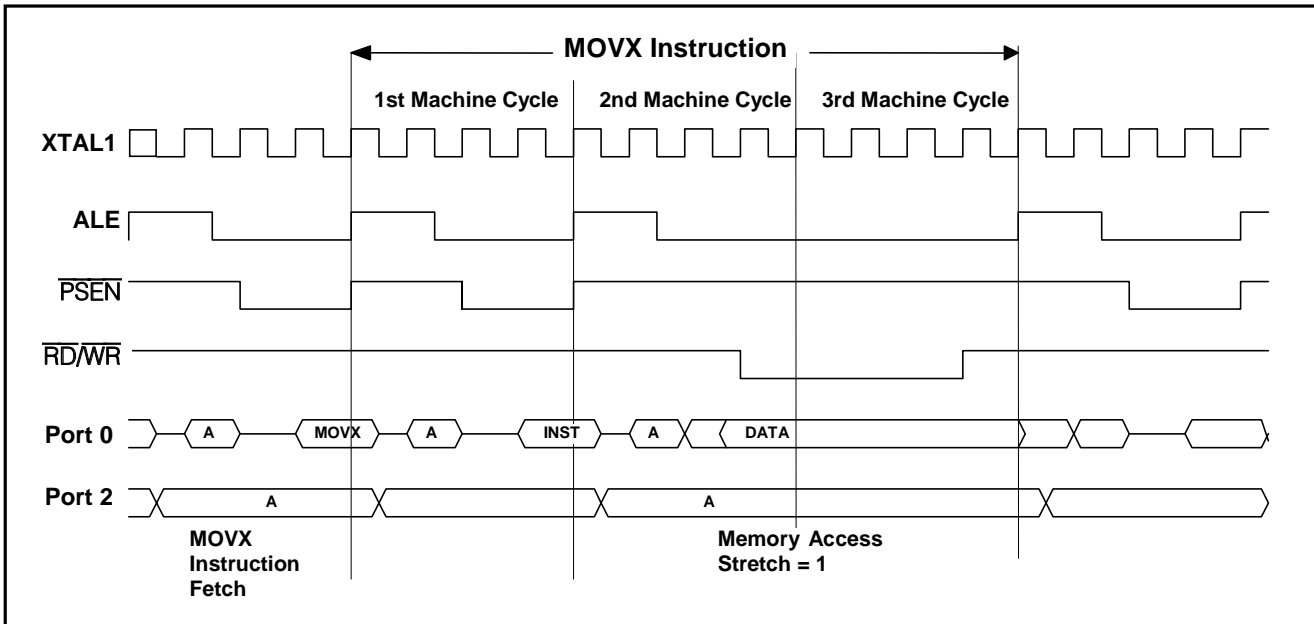 MOVX Instruction
1st Machine Cycle 2nd Machine Cycle 3rd Machine Cycle
XTAL1
ALE
PSEN
RD/WR
Port 0 A MOVX A INST A DATA
Port 2 A A
MOVX
Instruction
Fetch
Memory Access
Stretch = 1